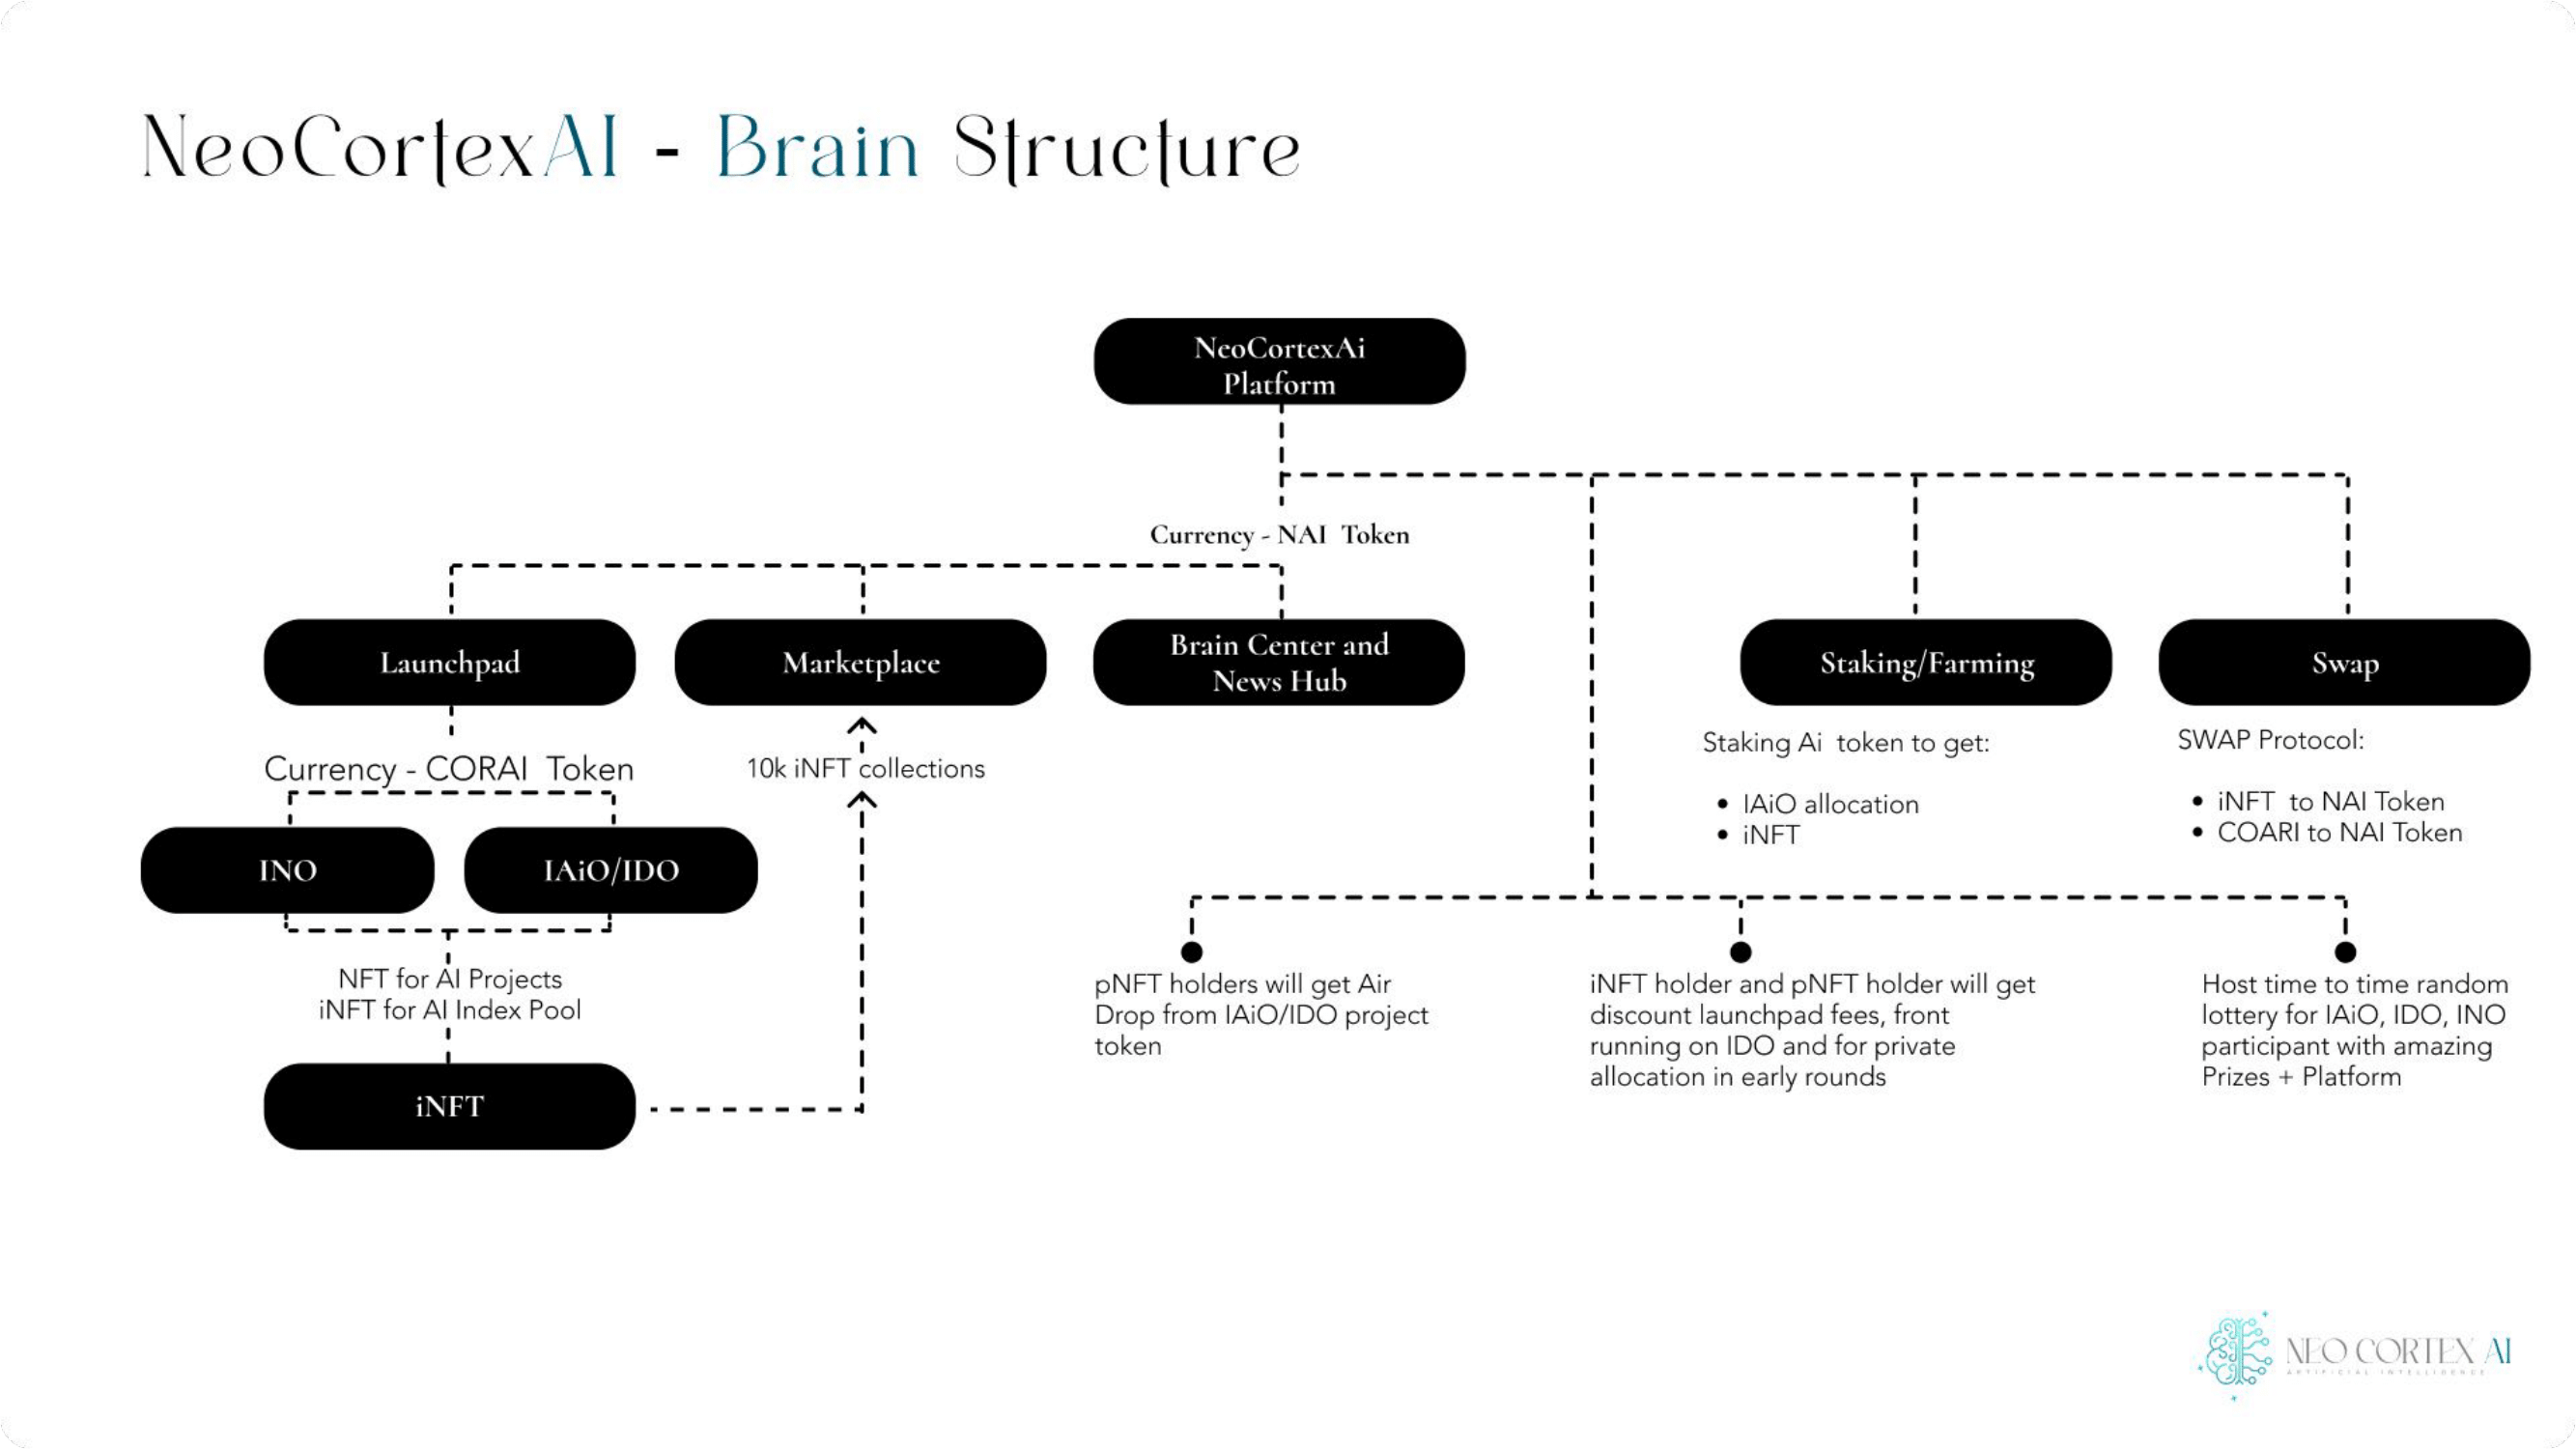 NeoCortexAI - Brain Structure
NeoCortexAi
Platform
Currency - NAI Token
Launchpad
Marketplace
Brain Center and
News Hub
Staking/Farming
Swap
Currency - CORAI Token
10k iNFT collections
Staking Ai token to get:
• IAiO allocation
• iNFT
SWAP Protocol:
• iNFT to NAI Token
• COARI to NAI Token
INO
IAiO/IDO
NFT for AI Projects
iNFT for AI Index Pool
iNFT
pNFT holders will get Air
Drop from IAiO/IDO project
token
iNFT holder and pNFT holder will get
discount launchpad fees, front
running on IDO and for private
allocation in early rounds
Host time to time random
lottery for IAiO, IDO, INO
participant with amazing
Prizes + Platform
NEO CORTEX AI
ARTIFICIAL INTELLIGENCE